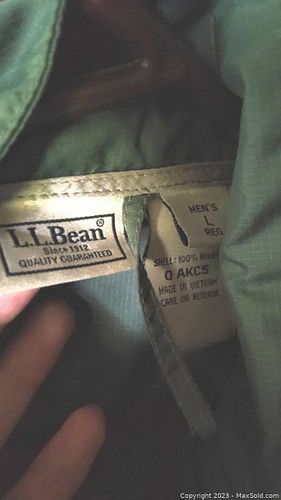 L.L.Bean®
Since 1912
QUALITY GUARANTEED
MEN'S
L
REG
SHELL: 100% NYLON
0 AKC5
MADE IN VIETNAM
CARE ON REVERSE
Copyright 2023 - MaxSold.com